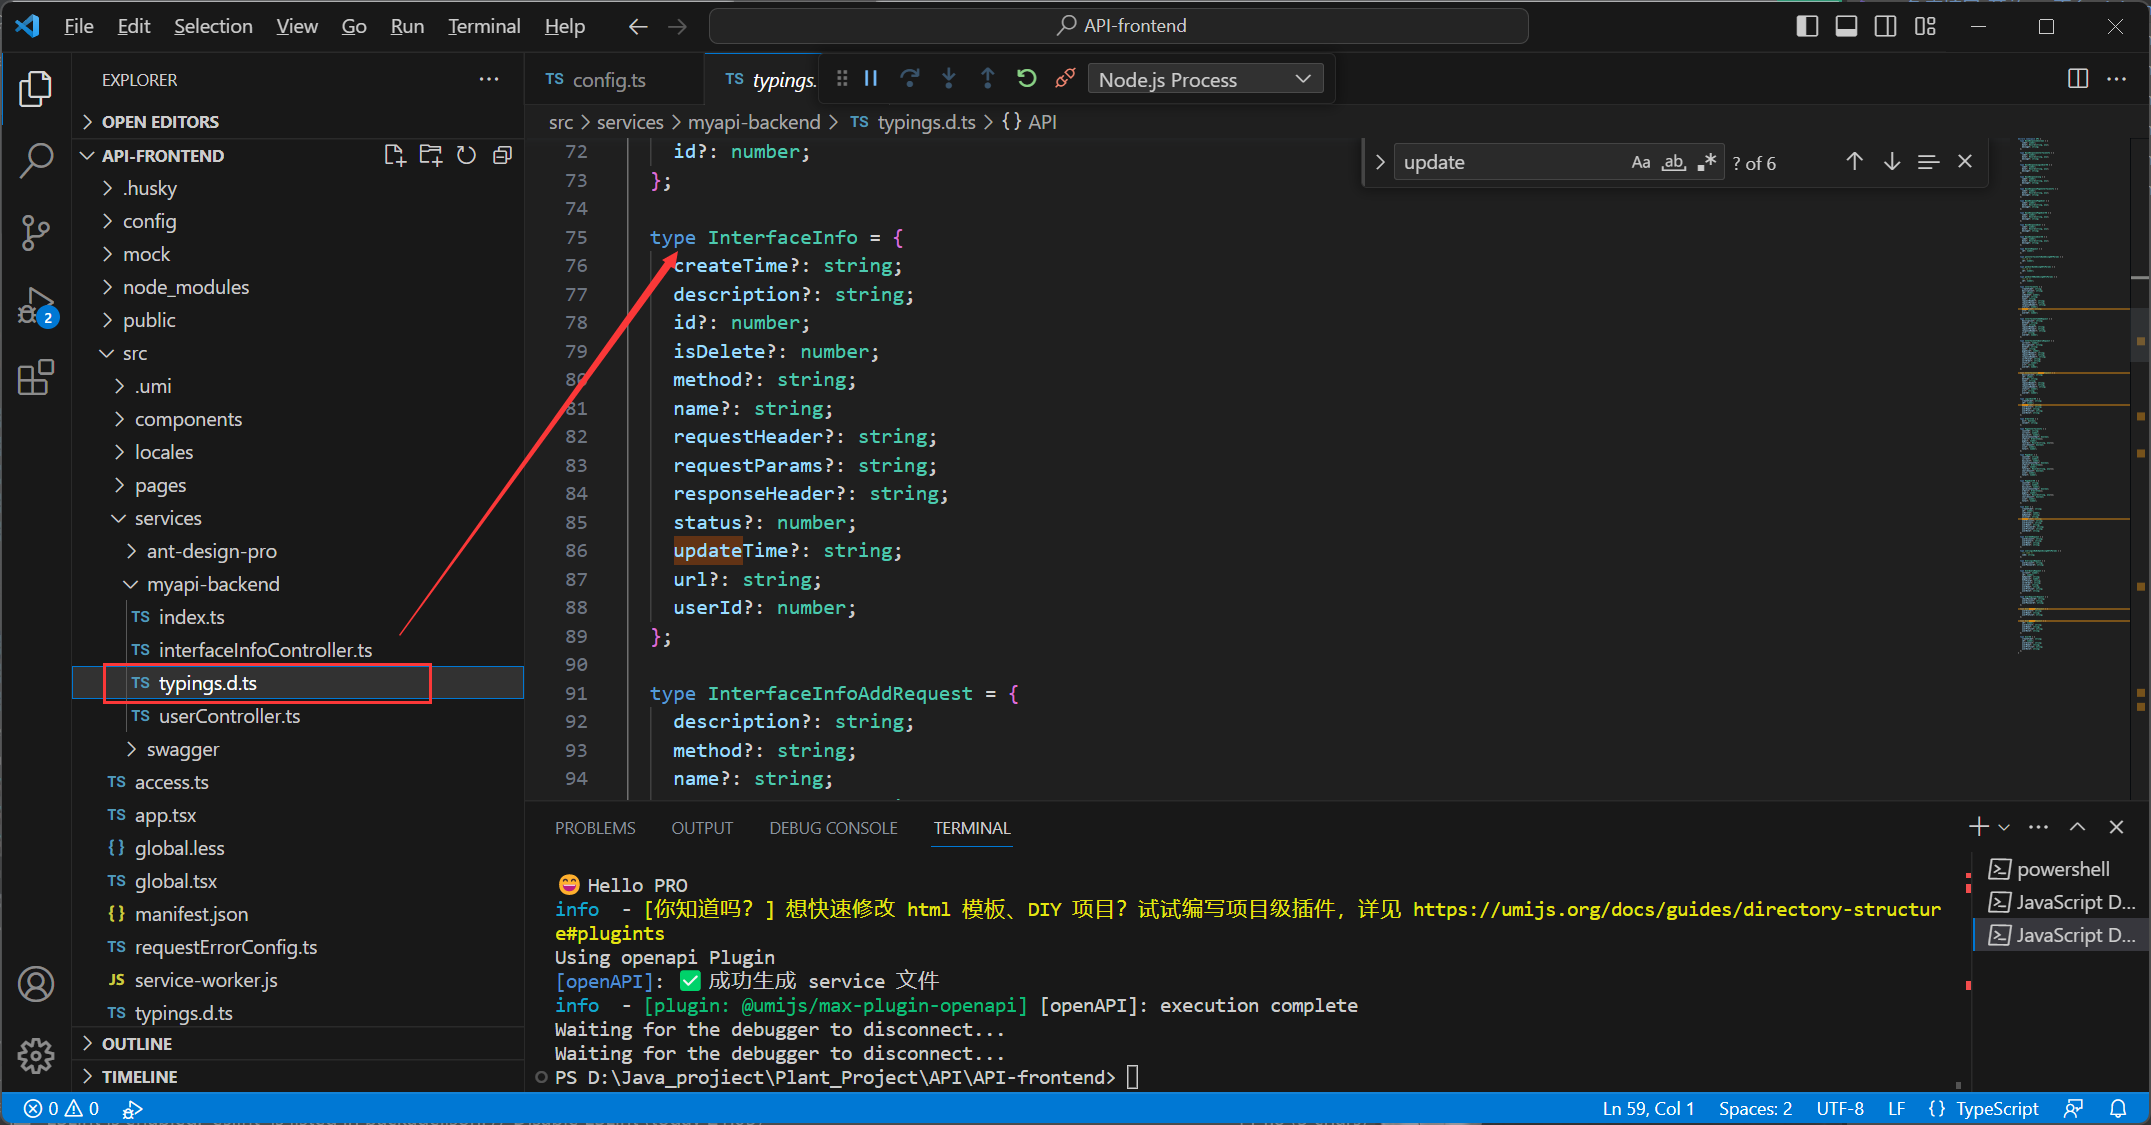 File Edit Selection View Go Run Terminal Help API-frontend
EXPLORER
OPEN EDITORS
API-FRONTEND
.husky
config
mock
node_modules
public
src
.umi
components
locales
pages
services
ant-design-pro
myapi-backend
TS index.ts
TS interfaceInfoController.ts
TS typings.d.ts
TS userController.ts
swagger
TS access.ts
TS app.tsx
{} global.less
TS global.tsx
{} manifest.json
TS requestErrorConfig.ts
JS service-worker.js
TS typings.d.ts
OUTLINE
TIMELINE
2
TS config.ts TS typings. Node.js Process
src > services > myapi-backend > TS typings.d.ts > {} API
update Aa ab .* ? of 6
72 id?: number;
73 };
74
75 type InterfaceInfo = {
76 createTime?: string;
77 description?: string;
78 id?: number;
79 isDelete?: number;
80 method?: string;
81 name?: string;
82 requestHeader?: string;
83 requestParams?: string;
84 responseHeader?: string;
85 status?: number;
86 updateTime?: string;
87 url?: string;
88 userId?: number;
89 };
90
91 type InterfaceInfoAddRequest = {
92 description?: string;
93 method?: string;
94 name?: string;
PROBLEMS OUTPUT DEBUG CONSOLE TERMINAL
😄 Hello PRO
info - [你知道吗？] 想快速修改 html 模板、DIY 项目？试试编写项目级插件，详见 https://umijs.org/docs/guides/directory-structur
e#plugints
Using openapi Plugin
[openAPI]: ✅ 成功生成 service 文件
info - [plugin: @umijs/max-plugin-openapi] [openAPI]: execution complete
Waiting for the debugger to disconnect...
Waiting for the debugger to disconnect...
PS D:\Java_projiect\Plant_Project\API\API-frontend>
powershell
JavaScript D...
JavaScript D...
0 0 Ln 59, Col 1 Spaces: 2 UTF-8 LF {} TypeScript